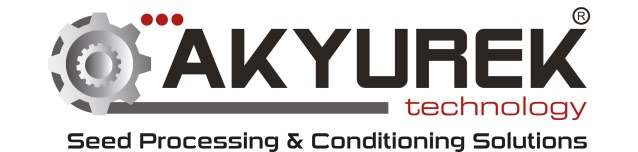 AKYUREK®
technology
Seed Processing & Conditioning Solutions